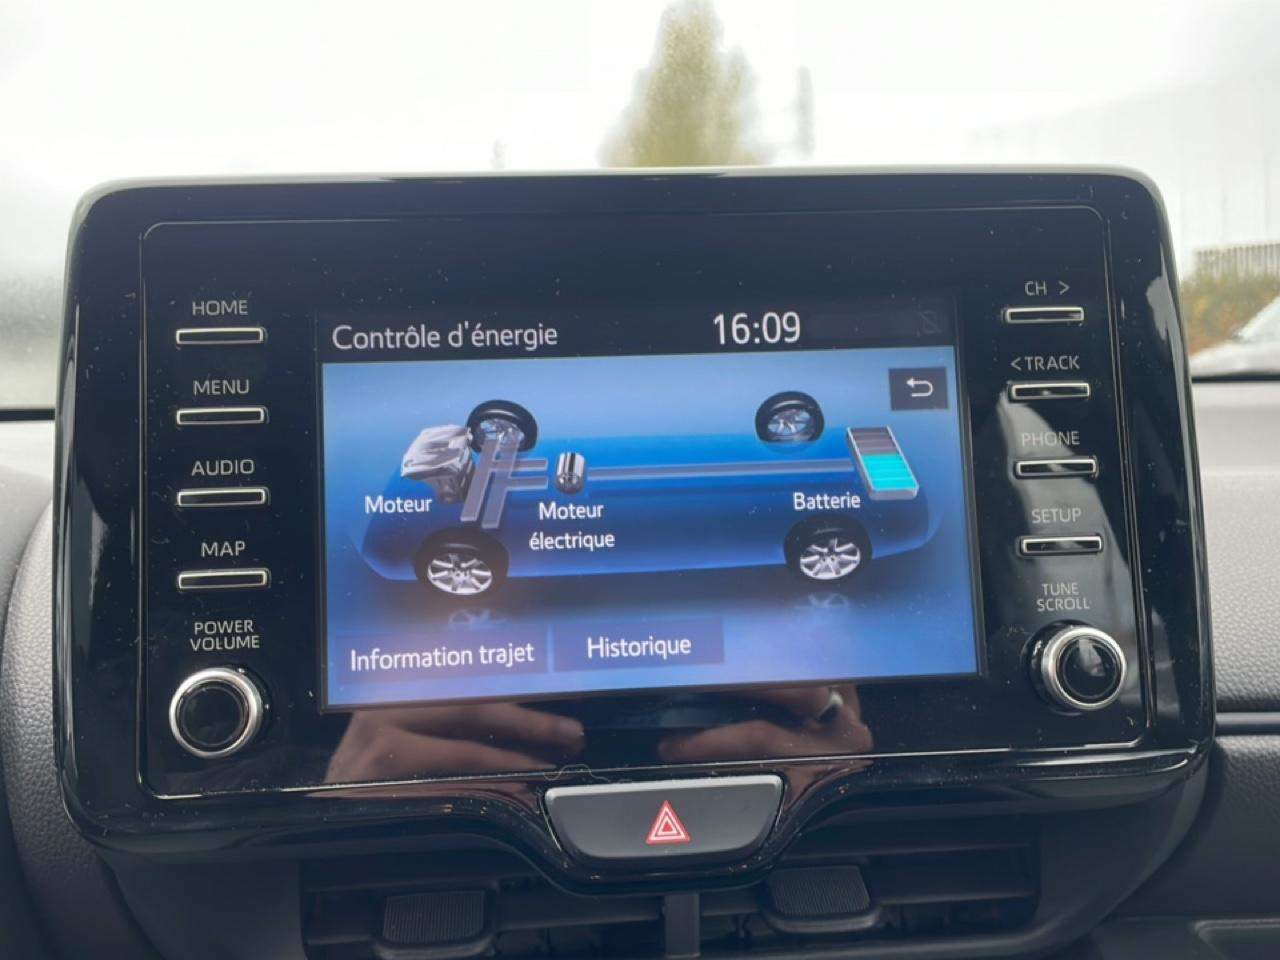 HOME
MENU
AUDIO
MAP
POWER
VOLUME
Contrôle d'énergie
16:09
Moteur
Moteur
électrique
Batterie
Information trajet
Historique
CH >
<TRACK
PHONE
SETUP
TUNE
SCROLL